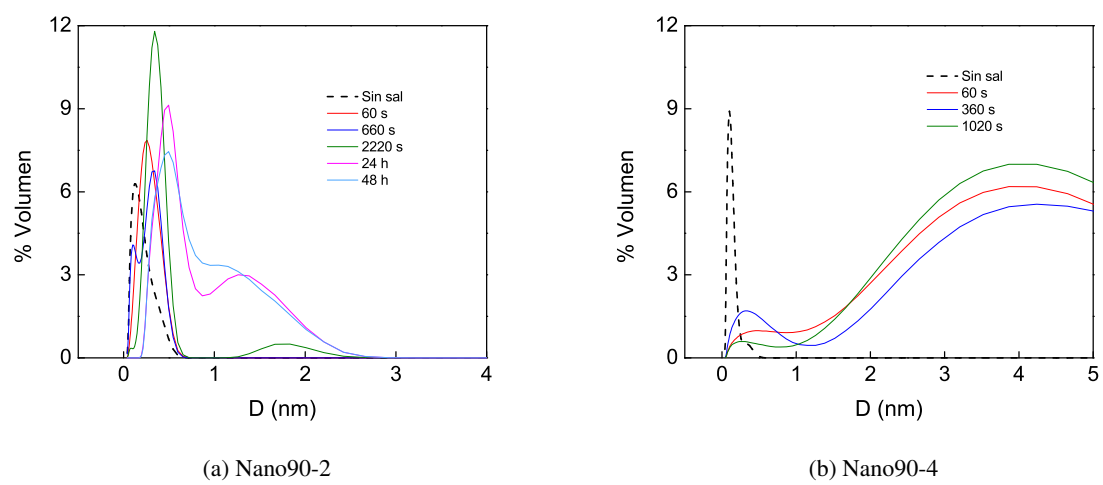 12
9
6
3
0
% Volumen
Sin sal
60 s
660 s
2220 s
24 h
48 h
0 1 2 3 4
D (nm)
(a) Nano90-2
12
9
6
3
0
% Volumen
Sin sal
60 s
360 s
1020 s
0 1 2 3 4 5
D (nm)
(b) Nano90-4